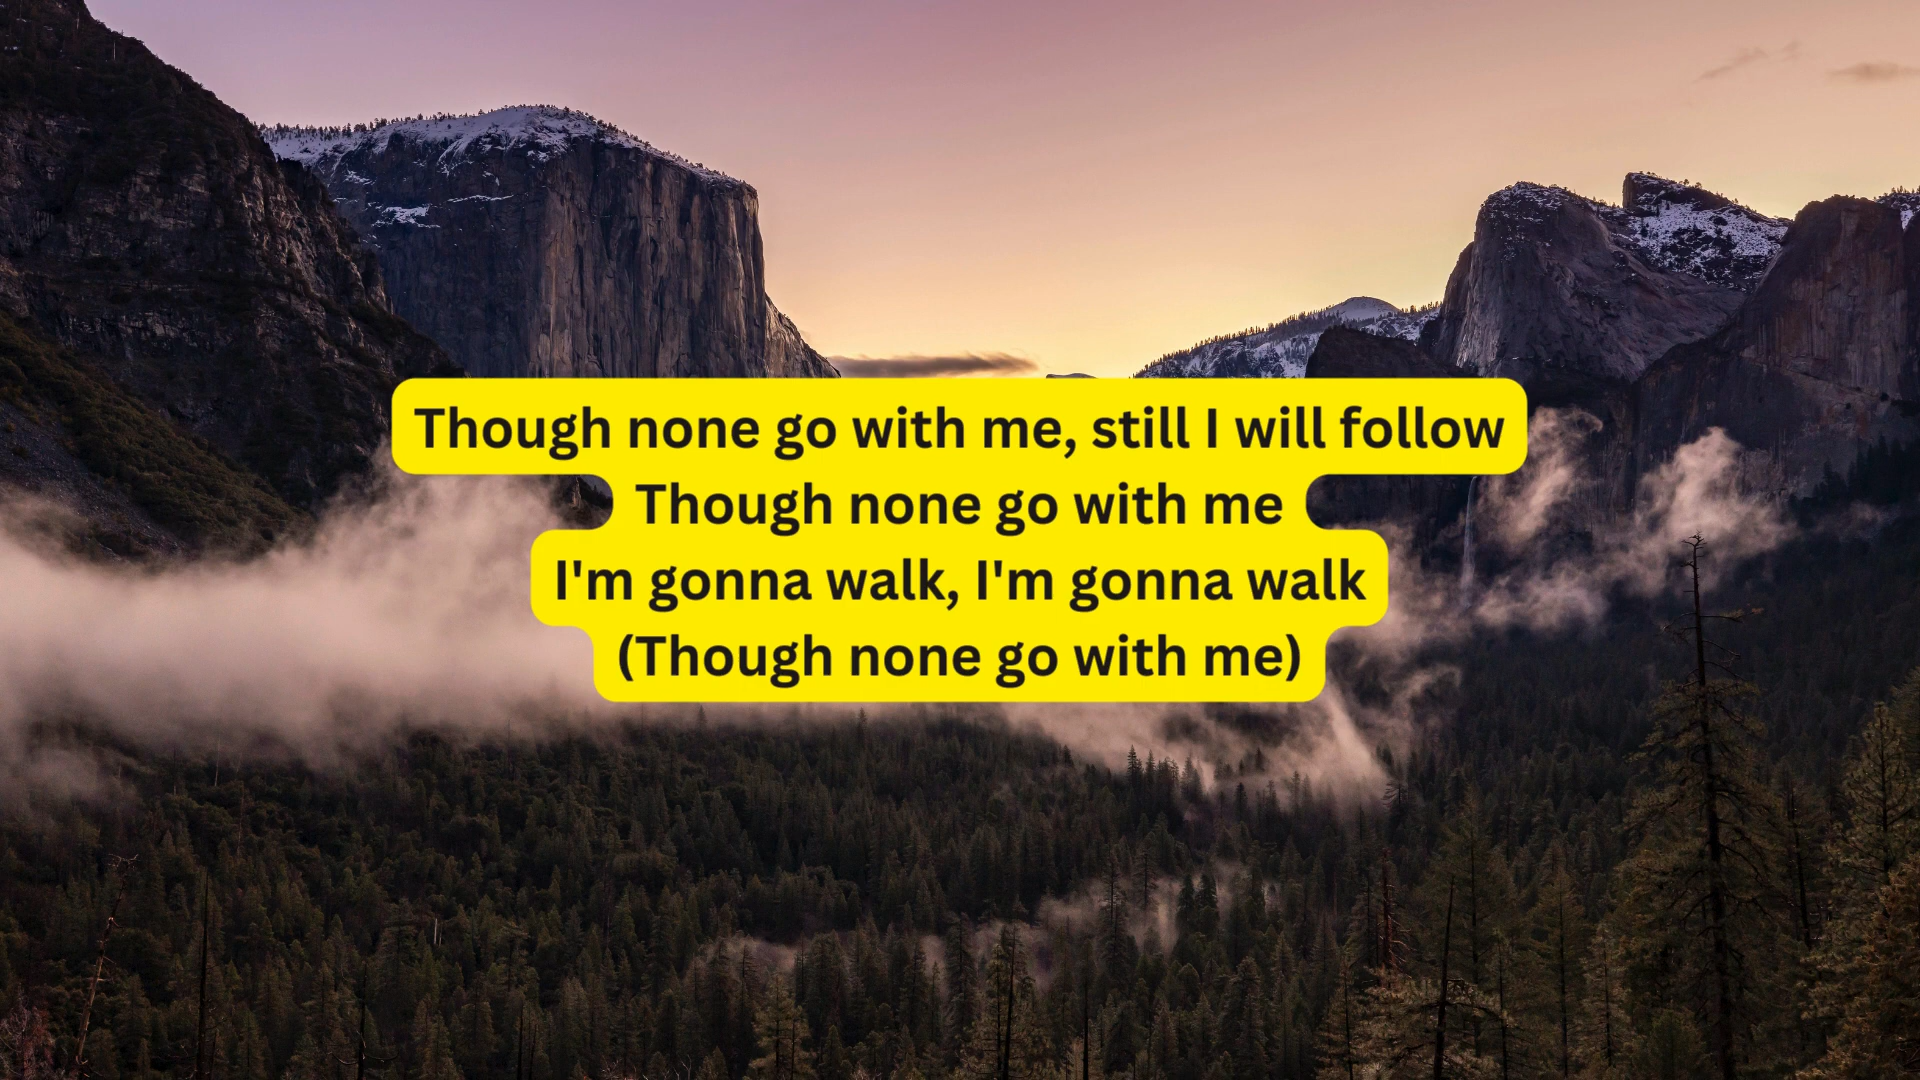 Though none go with me, still I will follow
Though none go with me
I'm gonna walk, I'm gonna walk
(Though none go with me)